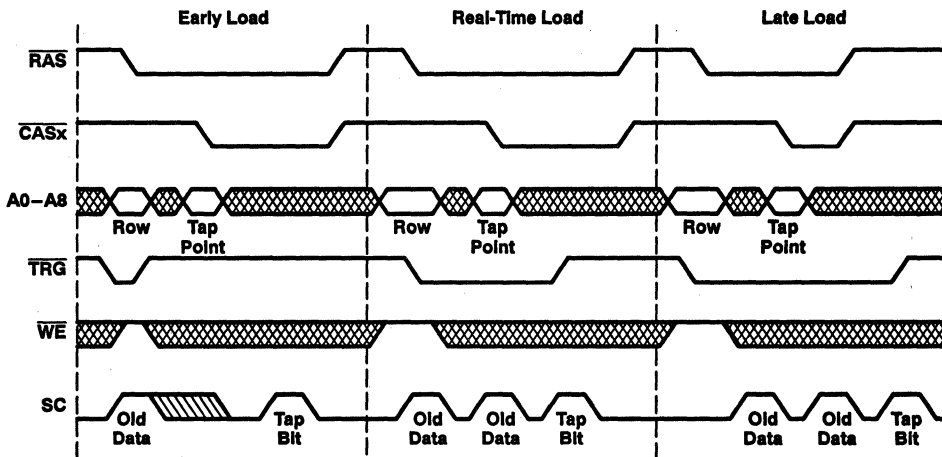 Early Load Real-Time Load Late Load
RAS
CASx
A0–A8
Row Tap Point Row Tap Point Row Tap Point
TRG
WE
SC
Old Data Tap Bit Old Data Old Data Tap Bit Old Data Old Data Tap Bit